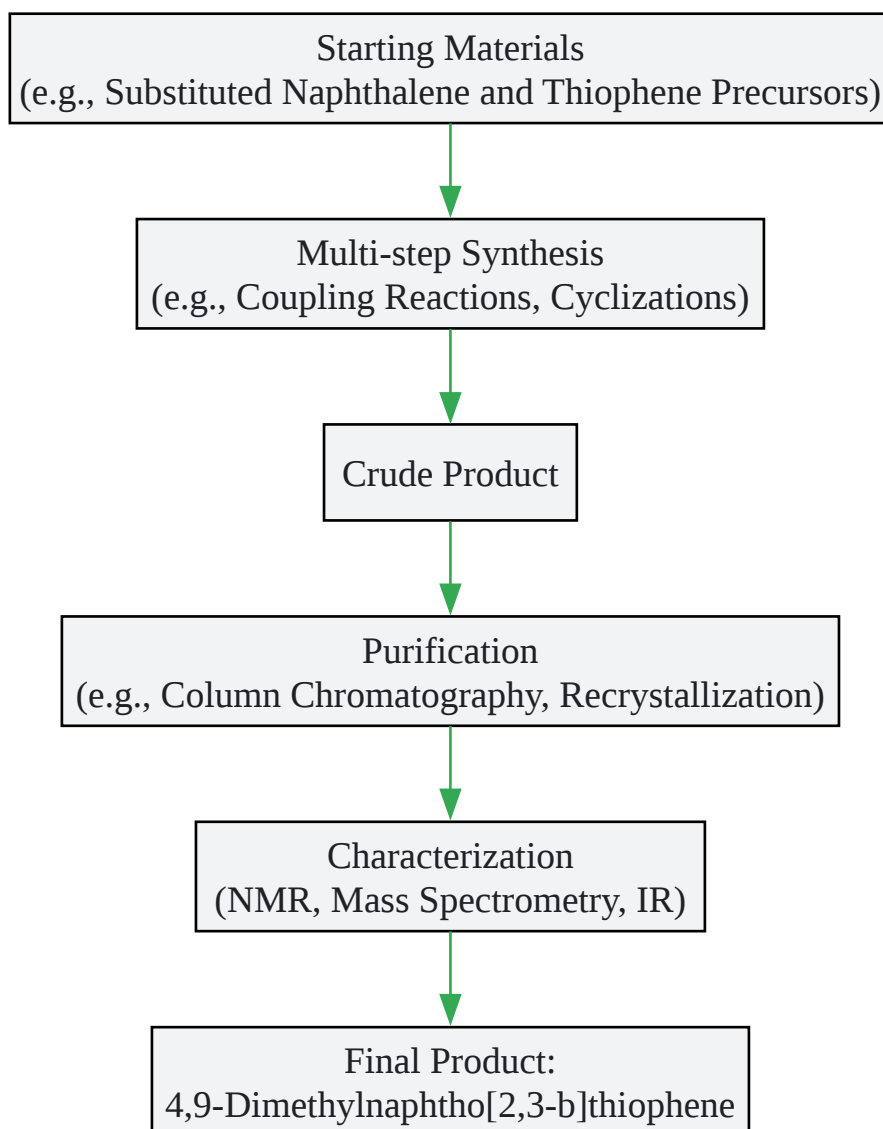 Starting Materials
(e.g., Substituted Naphthalene and Thiophene Precursors)
Multi-step Synthesis
(e.g., Coupling Reactions, Cyclizations)
Crude Product
Purification
(e.g., Column Chromatography, Recrystallization)
Characterization
(NMR, Mass Spectrometry, IR)
Final Product:
4,9-Dimethylnaphtho[2,3-b]thiophene